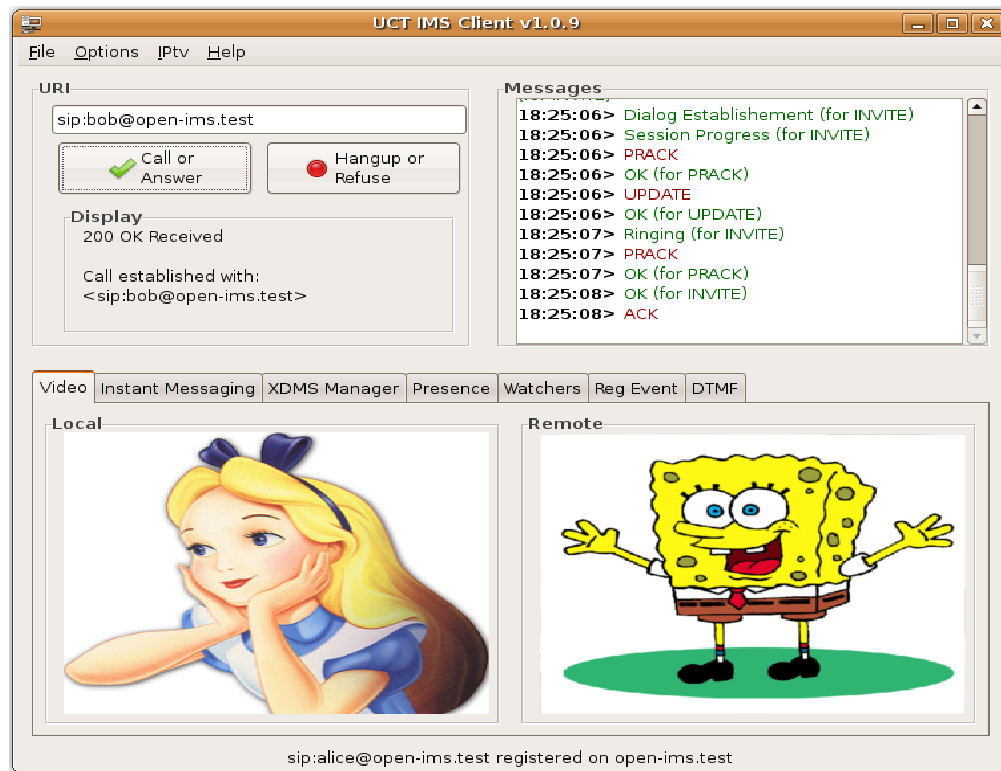 UCT IMS Client v1.0.9
File Options IPtv Help
URI
sip:bob@open-ims.test
Call or
Answer
Hangup or
Refuse
Display
200 OK Received
Call established with:
<sip:bob@open-ims.test>
Messages
18:25:06> Dialog Establishement (for INVITE)
18:25:06> Session Progress (for INVITE)
18:25:06> PRACK
18:25:06> OK (for PRACK)
18:25:06> UPDATE
18:25:06> OK (for UPDATE)
18:25:07> Ringing (for INVITE)
18:25:07> PRACK
18:25:07> OK (for PRACK)
18:25:08> OK (for INVITE)
18:25:08> ACK
Video Instant Messaging XDMS Manager Presence Watchers Reg Event DTMF
Local
Remote
sip:alice@open-ims.test registered on open-ims.test